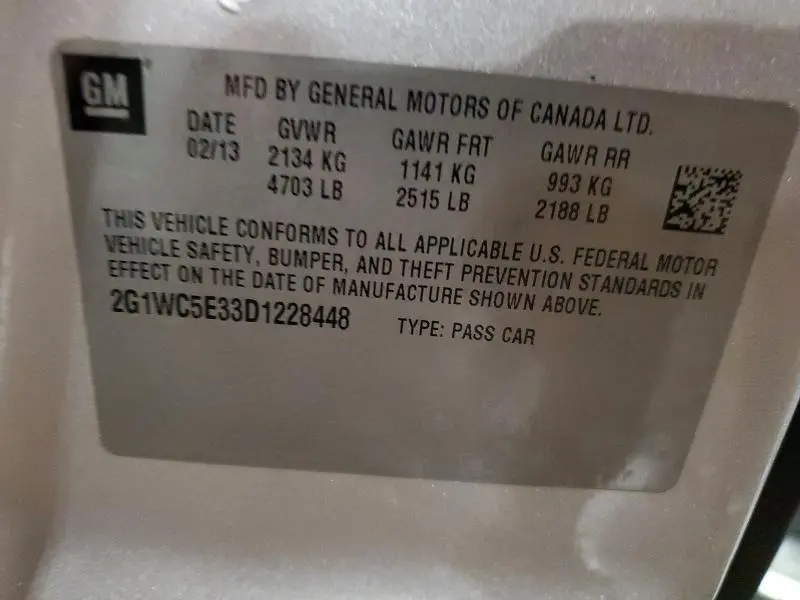 GM
MFD BY GENERAL MOTORS OF CANADA LTD.
DATE GVWR GAWR FRT GAWR RR
02/13 2134 KG 1141 KG 993 KG
4703 LB 2515 LB 2188 LB
THIS VEHICLE CONFORMS TO ALL APPLICABLE U.S. FEDERAL MOTOR
VEHICLE SAFETY, BUMPER, AND THEFT PREVENTION STANDARDS IN
EFFECT ON THE DATE OF MANUFACTURE SHOWN ABOVE.
2G1WC5E33D1228448 TYPE: PASS CAR